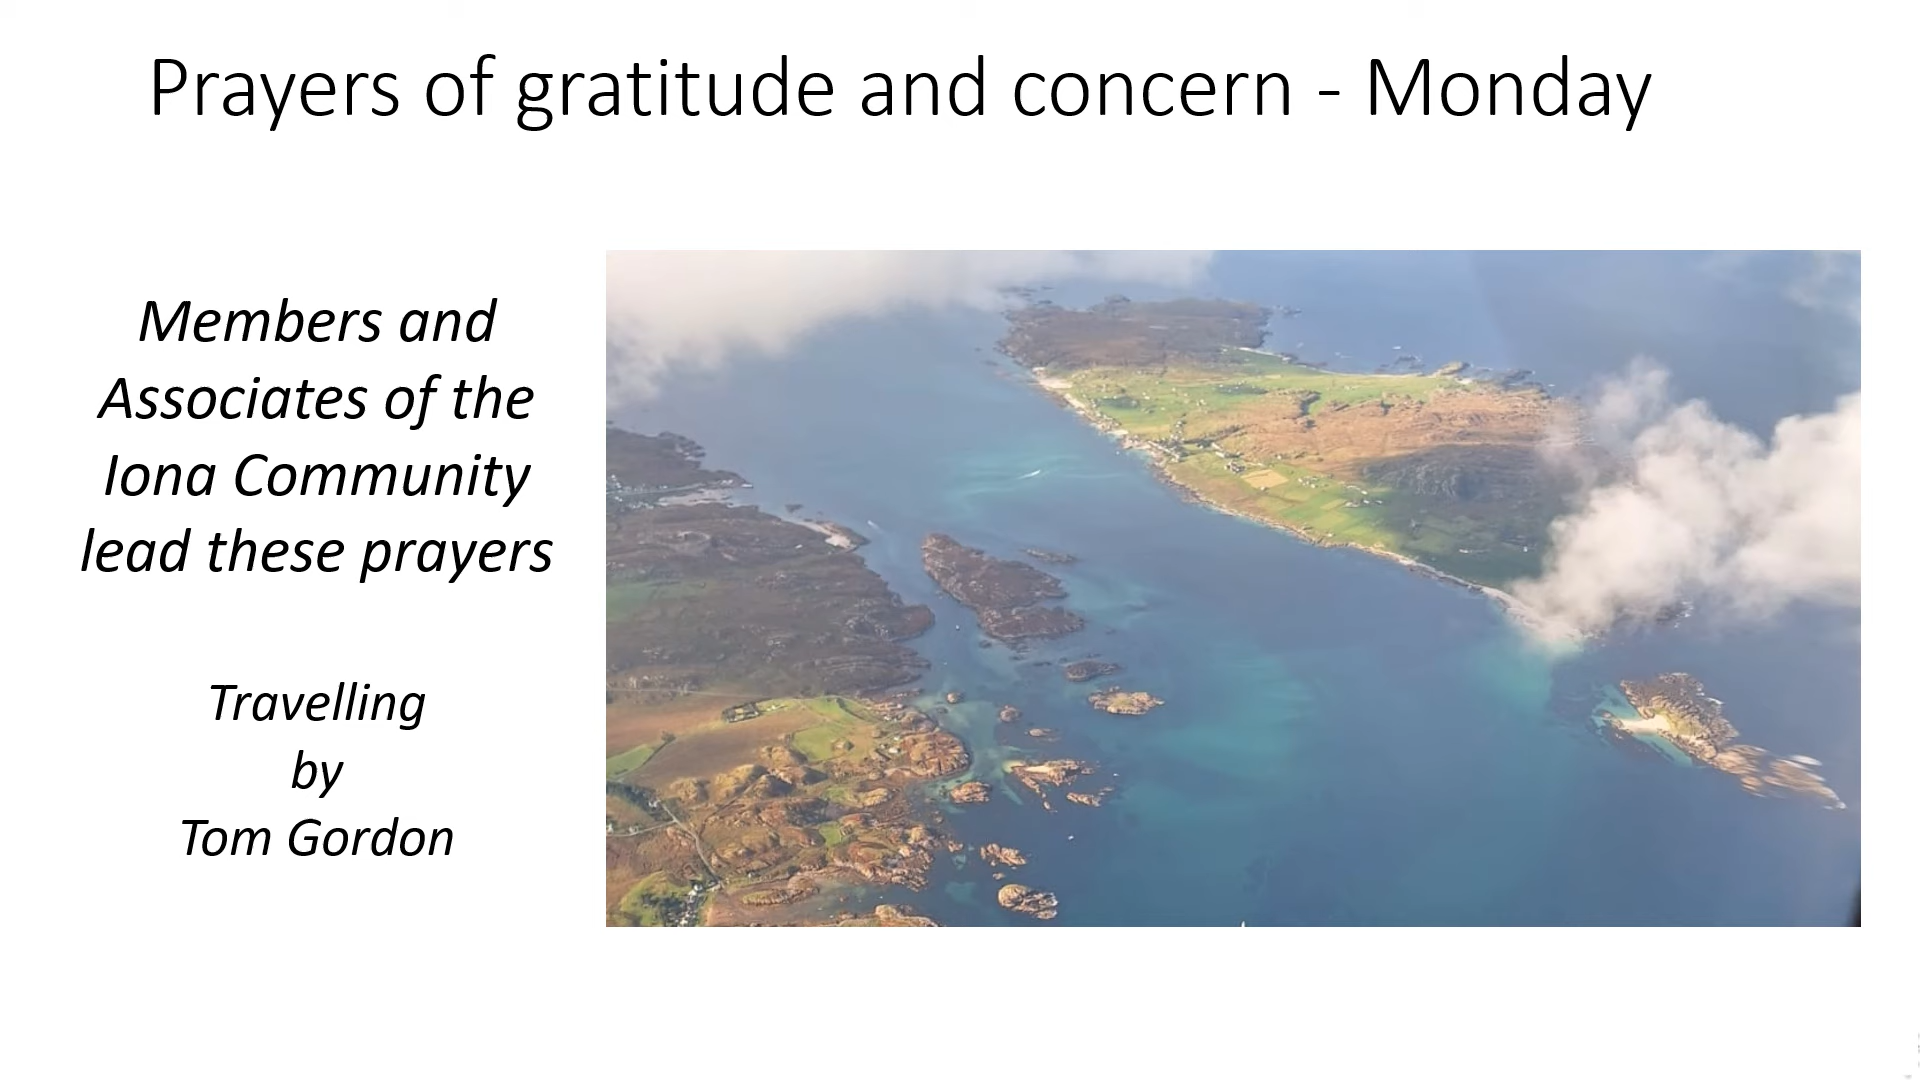 Prayers of gratitude and concern - Monday
Members and
Associates of the
Iona Community
lead these prayers
Travelling
by
Tom Gordon